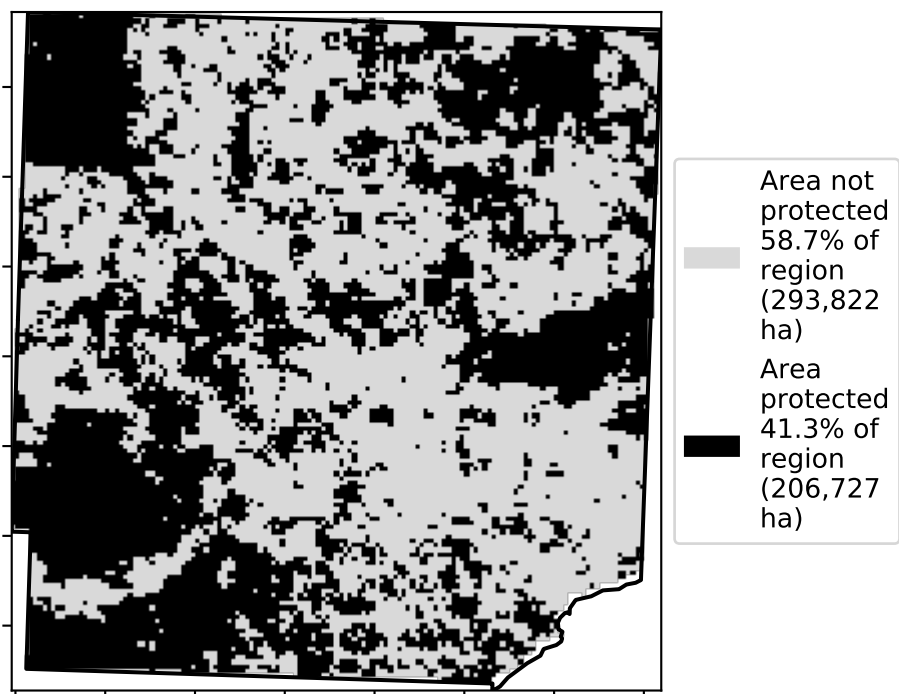 Area not
protected
58.7% of
region
(293,822
ha)
Area
protected
41.3% of
region
(206,727
ha)